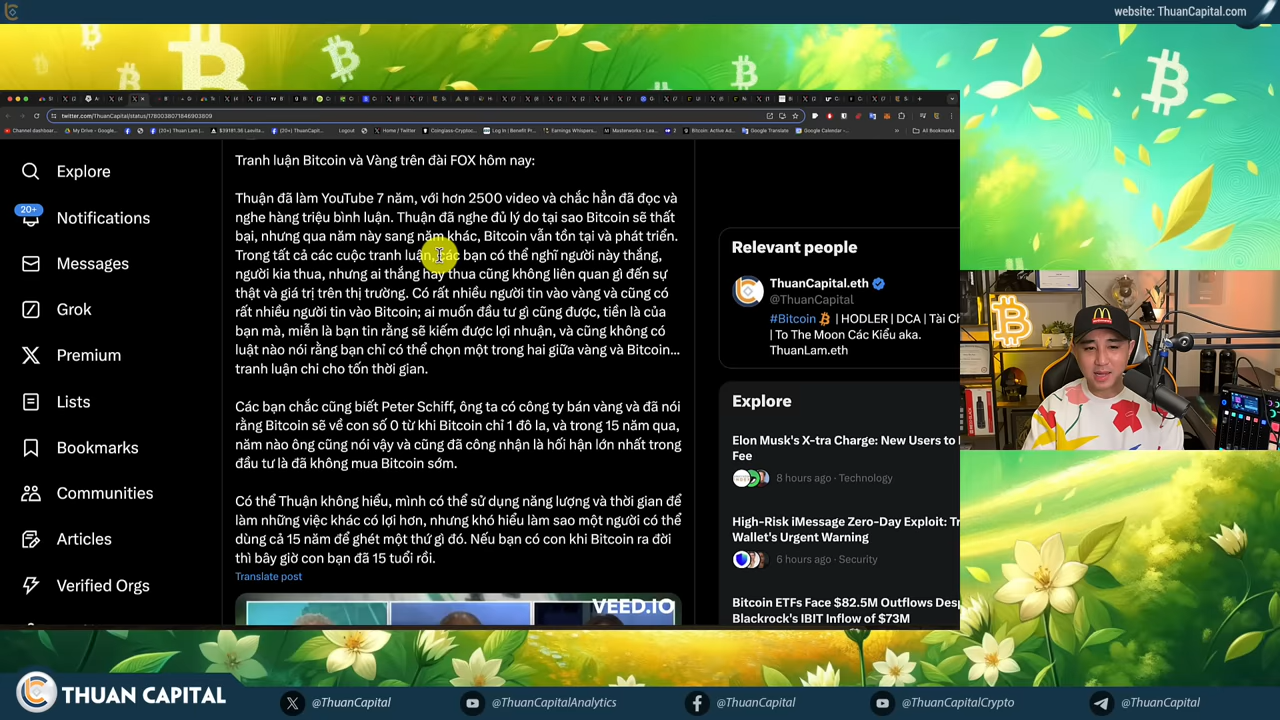 website: ThuanCapital.com
twitter.com/ThuanCapital/status/1780038071846903809
All Bookmarks
Explore
20+
Notifications
Messages
Grok
Premium
Lists
Bookmarks
Communities
Articles
Verified Orgs
Tranh luận Bitcoin và Vàng trên đài FOX hôm nay:
Thuận đã làm YouTube 7 năm, với hơn 2500 video và chắc hẳn đã đọc và
nghe hàng triệu bình luận. Thuận đã nghe đủ lý do tại sao Bitcoin sẽ thất
bại, nhưng qua năm này sang năm khác, Bitcoin vẫn tồn tại và phát triển.
Trong tất cả các cuộc tranh luận, các bạn có thể nghĩ người này thắng,
người kia thua, nhưng ai thắng hay thua cũng không liên quan gì đến sự
thật và giá trị trên thị trường. Có rất nhiều người tin vào vàng và cũng có
rất nhiều người tin vào Bitcoin; ai muốn đầu tư gì cũng được, tiền là của
bạn mà, miễn là bạn tin rằng sẽ kiếm được lợi nhuận, và cũng không có
luật nào nói rằng bạn chỉ có thể chọn một trong hai giữa vàng và Bitcoin...
tranh luận chi cho tốn thời gian.
Các bạn chắc cũng biết Peter Schiff, ông ta có công ty bán vàng và đã nói
rằng Bitcoin sẽ về con số 0 từ khi Bitcoin chỉ 1 đô la, và trong 15 năm qua,
năm nào ông cũng nói vậy và cũng đã công nhận là hối hận lớn nhất trong
đầu tư là đã không mua Bitcoin sớm.
Có thể Thuận không hiểu, mình có thể sử dụng năng lượng và thời gian để
làm những việc khác có lợi hơn, nhưng khó hiểu làm sao một người có thể
dùng cả 15 năm để ghét một thứ gì đó. Nếu bạn có con khi Bitcoin ra đời
thì bây giờ con bạn đã 15 tuổi rồi.
Translate post
VEED.IO
Relevant people
ThuanCapital.eth
@ThuanCapital
#Bitcoin | HODLER | DCA | Tài Ch
| To The Moon Các Kiểu aka.
ThuanLam.eth
Explore
Elon Musk's X-tra Charge: New Users to
Fee
8 hours ago · Technology
High-Risk iMessage Zero-Day Exploit: Tr
Wallet's Urgent Warning
6 hours ago · Security
Bitcoin ETFs Face $82.5M Outflows Desp
Blackrock's IBIT Inflow of $73M
THUAN CAPITAL
@ThuanCapital
@ThuanCapitalAnalytics
@ThuanCapital
@ThuanCapitalCrypto
@ThuanCapital